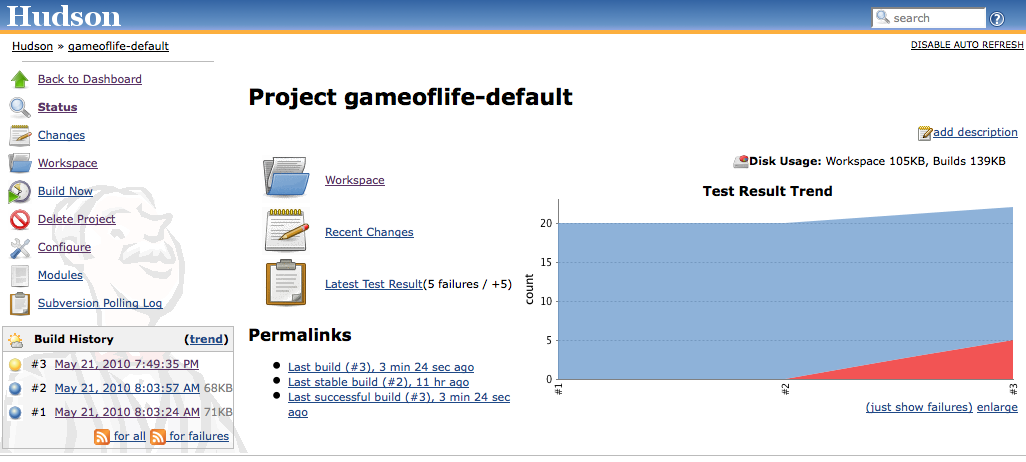 Hudson
search
Hudson » gameoflife-default
DISABLE AUTO REFRESH
Back to Dashboard
Status
Changes
Workspace
Build Now
Delete Project
Configure
Modules
Subversion Polling Log
Build History (trend)
#3 May 21, 2010 7:49:35 PM
#2 May 21, 2010 8:03:57 AM 68KB
#1 May 21, 2010 8:03:24 AM 71KB
for all for failures
Project gameoflife-default
add description
Disk Usage: Workspace 105KB, Builds 139KB
Workspace
Recent Changes
Latest Test Result(5 failures / +5)
Permalinks
Last build (#3), 3 min 24 sec ago
Last stable build (#2), 11 hr ago
Last successful build (#3), 3 min 24 sec
ago
Test Result Trend
count
20
15
10
5
0
#1
#2
#3
(just show failures) enlarge